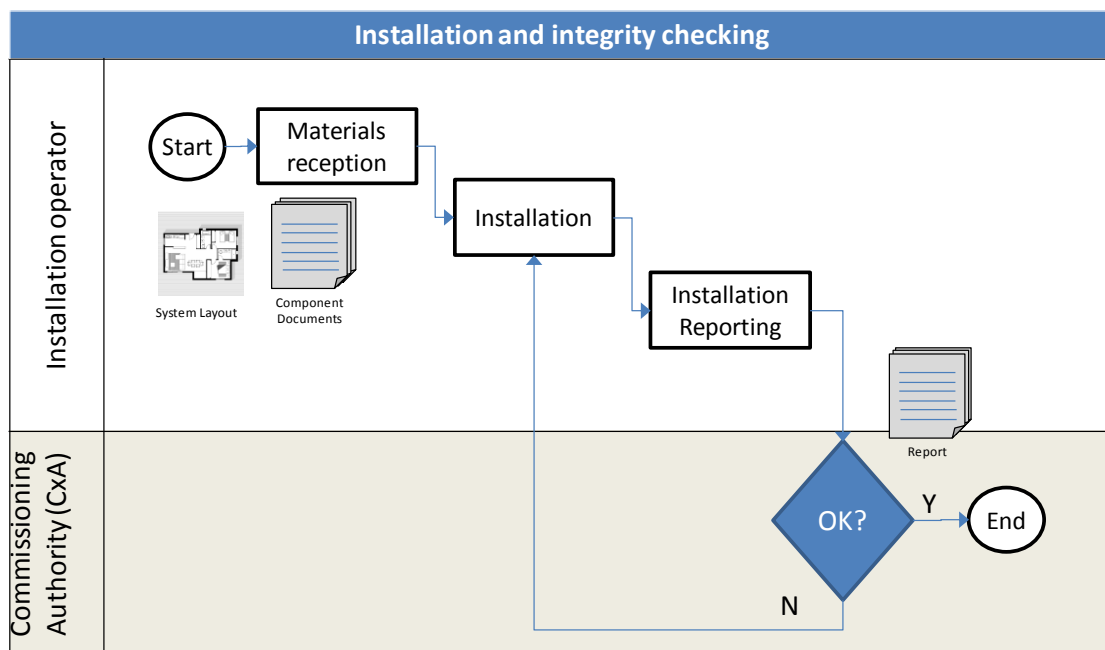 Installation and integrity checking
Installation operator
Start
Materials
reception
Installation
System Layout
Component
Documents
Installation
Reporting
Report
Commissioning
Authority (CxA)
OK?
Y
End
N